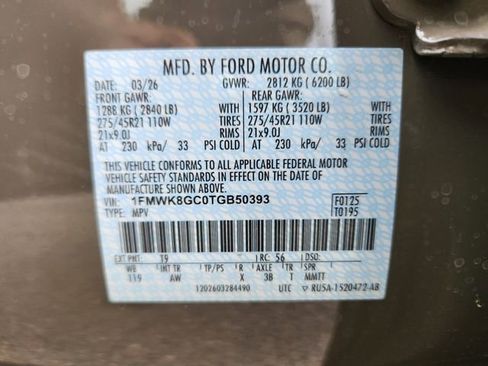 MFD. BY FORD MOTOR CO.
DATE: 03/26 GVWR: 2812 KG ( 6200 LB)
FRONT GAWR: REAR GAWR:
1288 KG ( 2840 LB) WITH 1597 KG ( 3520 LB) WITH
275/45R21 110W TIRES 275/45R21 110W TIRES
21x9.0J RIMS 21x9.0J RIMS
AT 230 kPa/ 33 PSI COLD AT 230 kPa/ 33 PSI COLD
THIS VEHICLE CONFORMS TO ALL APPLICABLE FEDERAL MOTOR
VEHICLE SAFETY STANDARDS IN EFFECT ON THE DATE OF
MANUFACTURE SHOWN ABOVE.
VIN: 1FMWK8GC0TGB50393 F0125
TYPE: MPV T0195
EXT PNT: T9 RC: 56 DSO:
WB INT TR TP/PS R AXLE TR SPR
119 AW X 38 T MMTT
1202603284490 UTC RU5A-1520472-AB